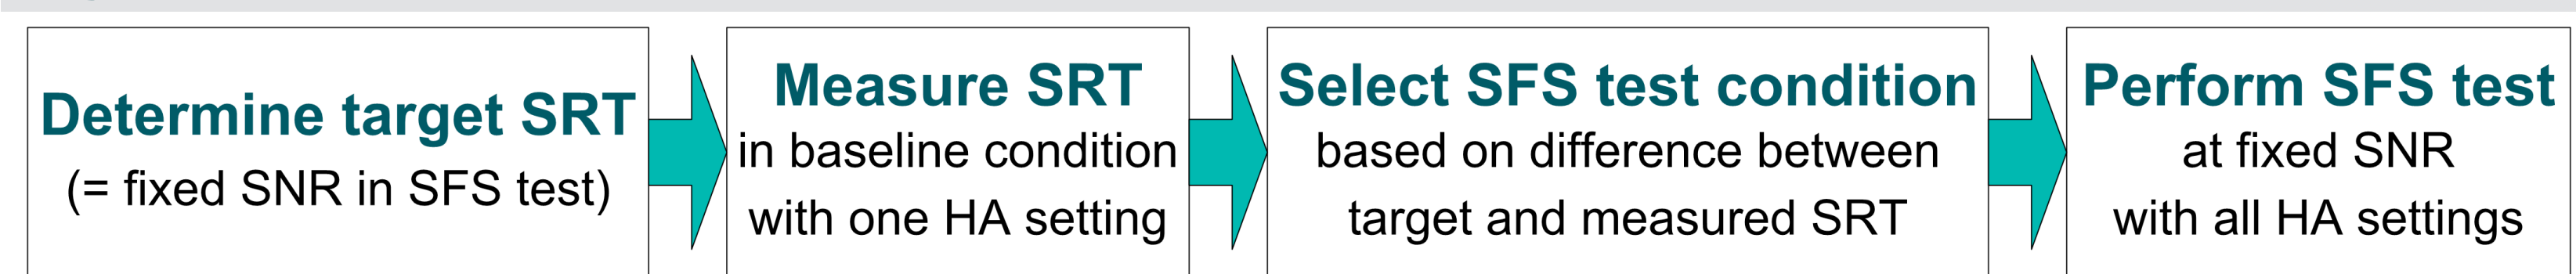 Determine target SRT
(= fixed SNR in SFS test)
Measure SRT
in baseline condition
with one HA setting
Select SFS test condition
based on difference between
target and measured SRT
Perform SFS test
at fixed SNR
with all HA settings